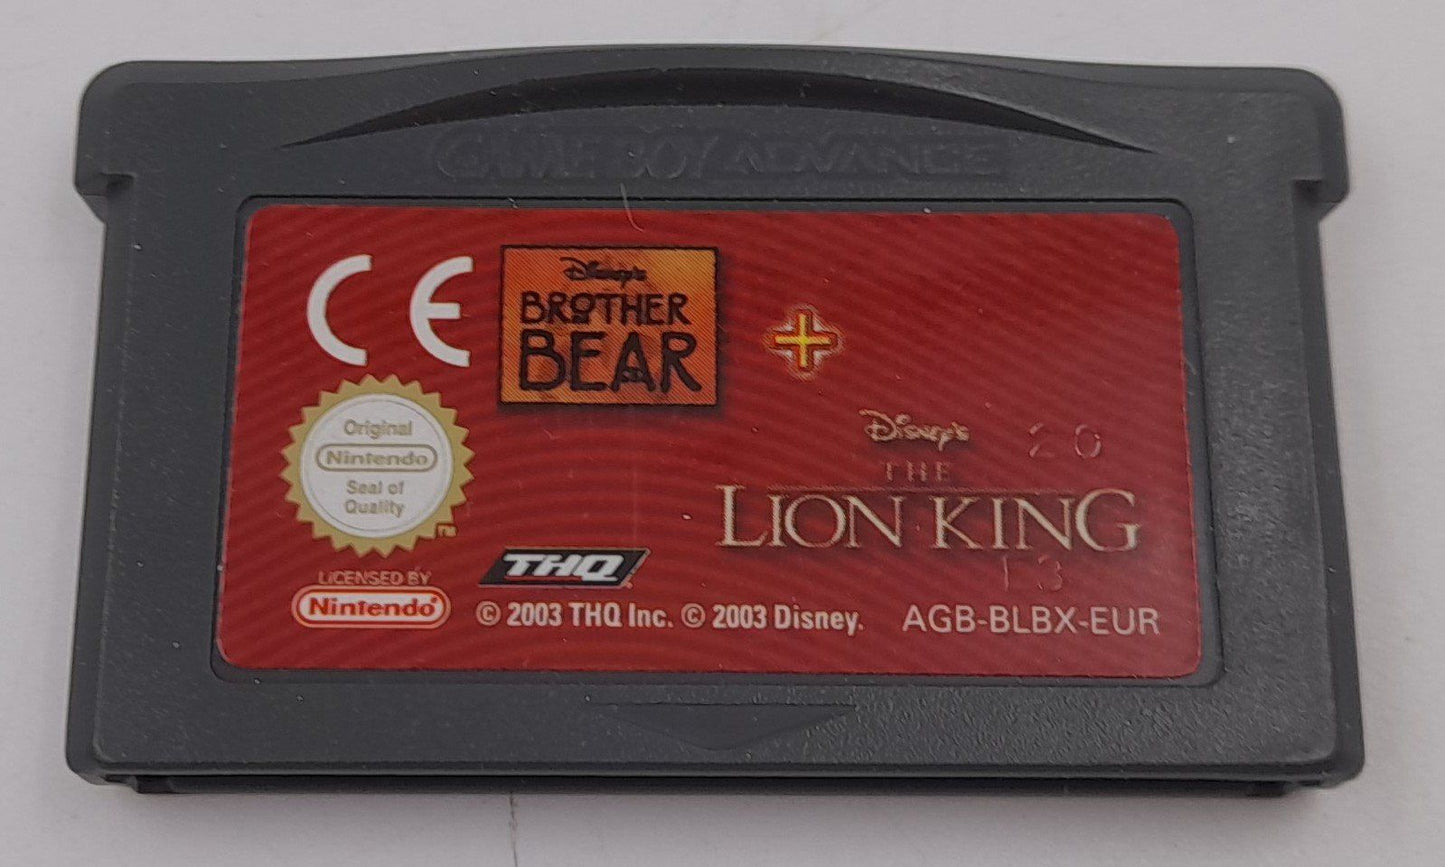 GAME BOY ADVANCE
CE
Disney's
BROTHER
BEAR
+
Original
Nintendo
Seal of
Quality
TM
Disney's
20
THE
LION KING
13
LICENSED BY
Nintendo®
THQ
© 2003 THQ Inc. © 2003 Disney.
AGB-BLBX-EUR